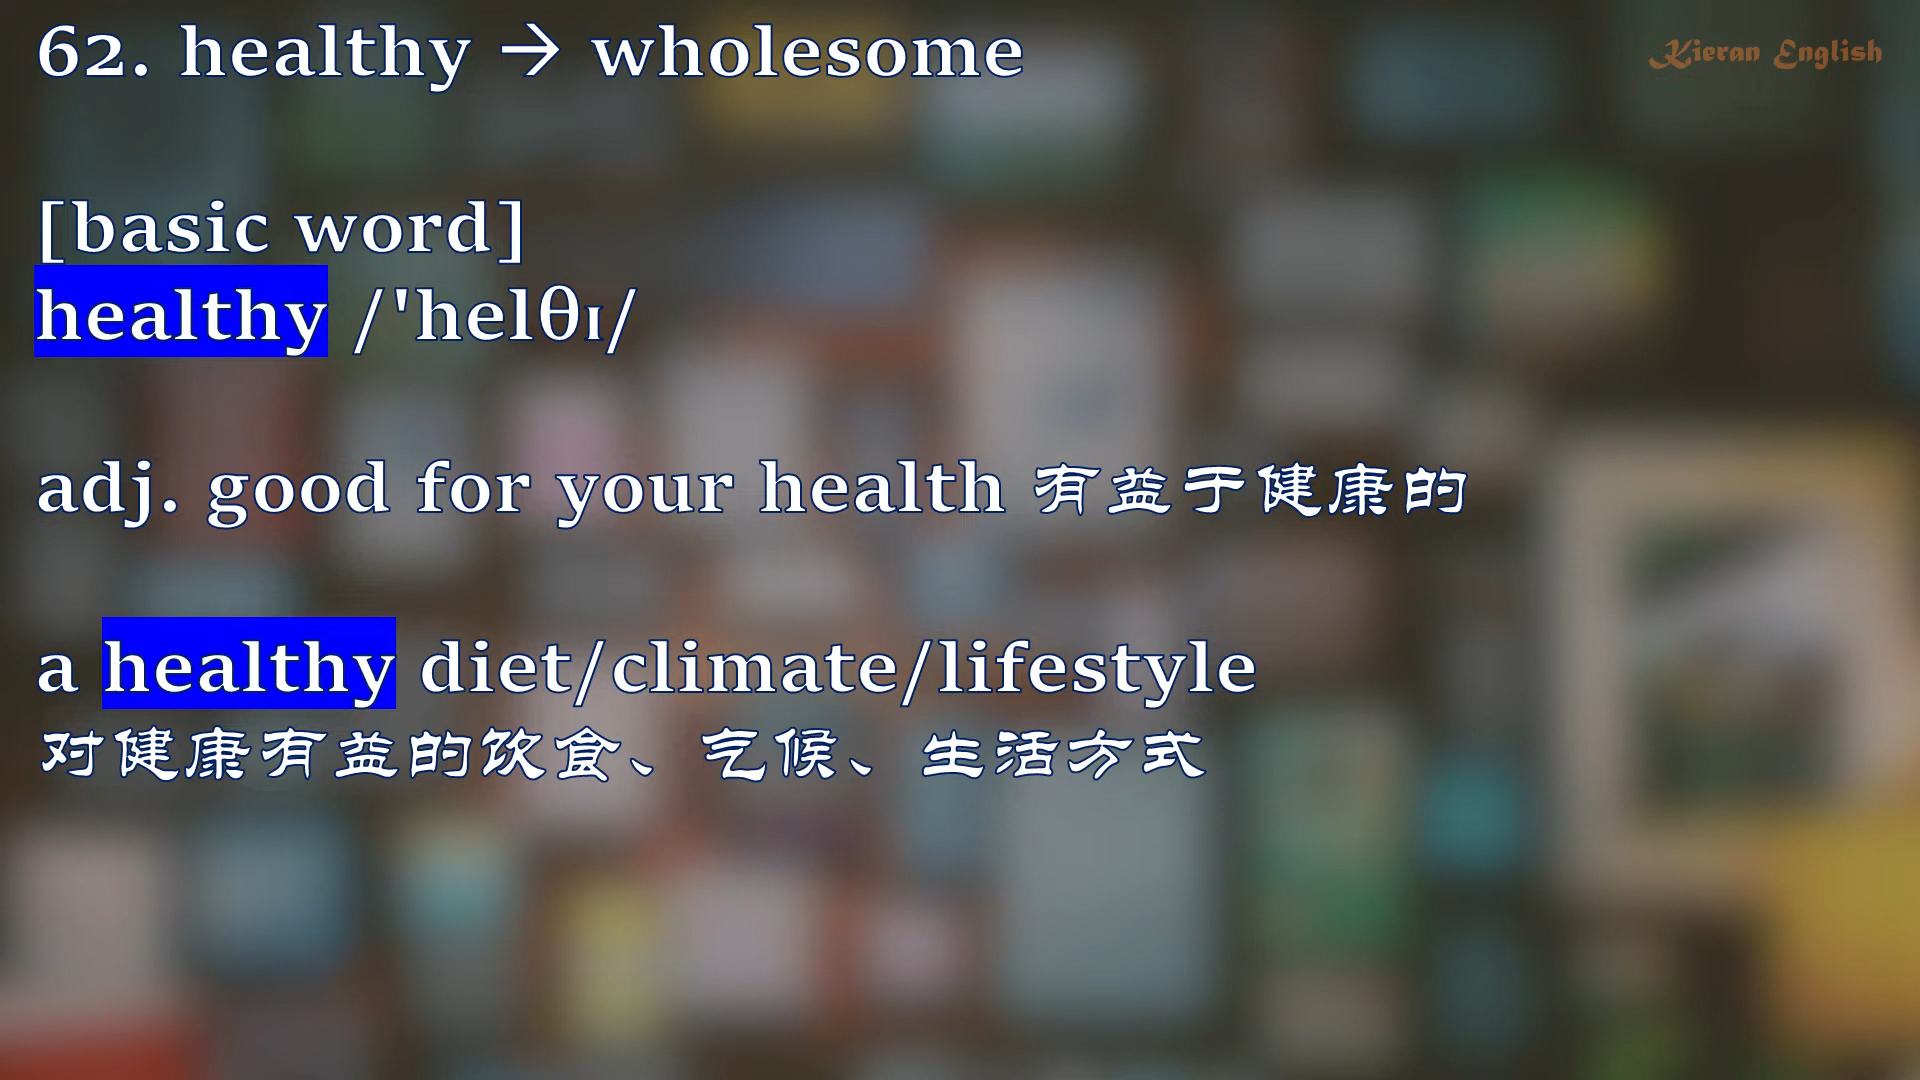 62. healthy → wholesome
Kieran English
[basic word]
healthy /'helθɪ/
adj. good for your health 有益于健康的
a healthy diet/climate/lifestyle
对健康有益的饮食、气候、生活方式